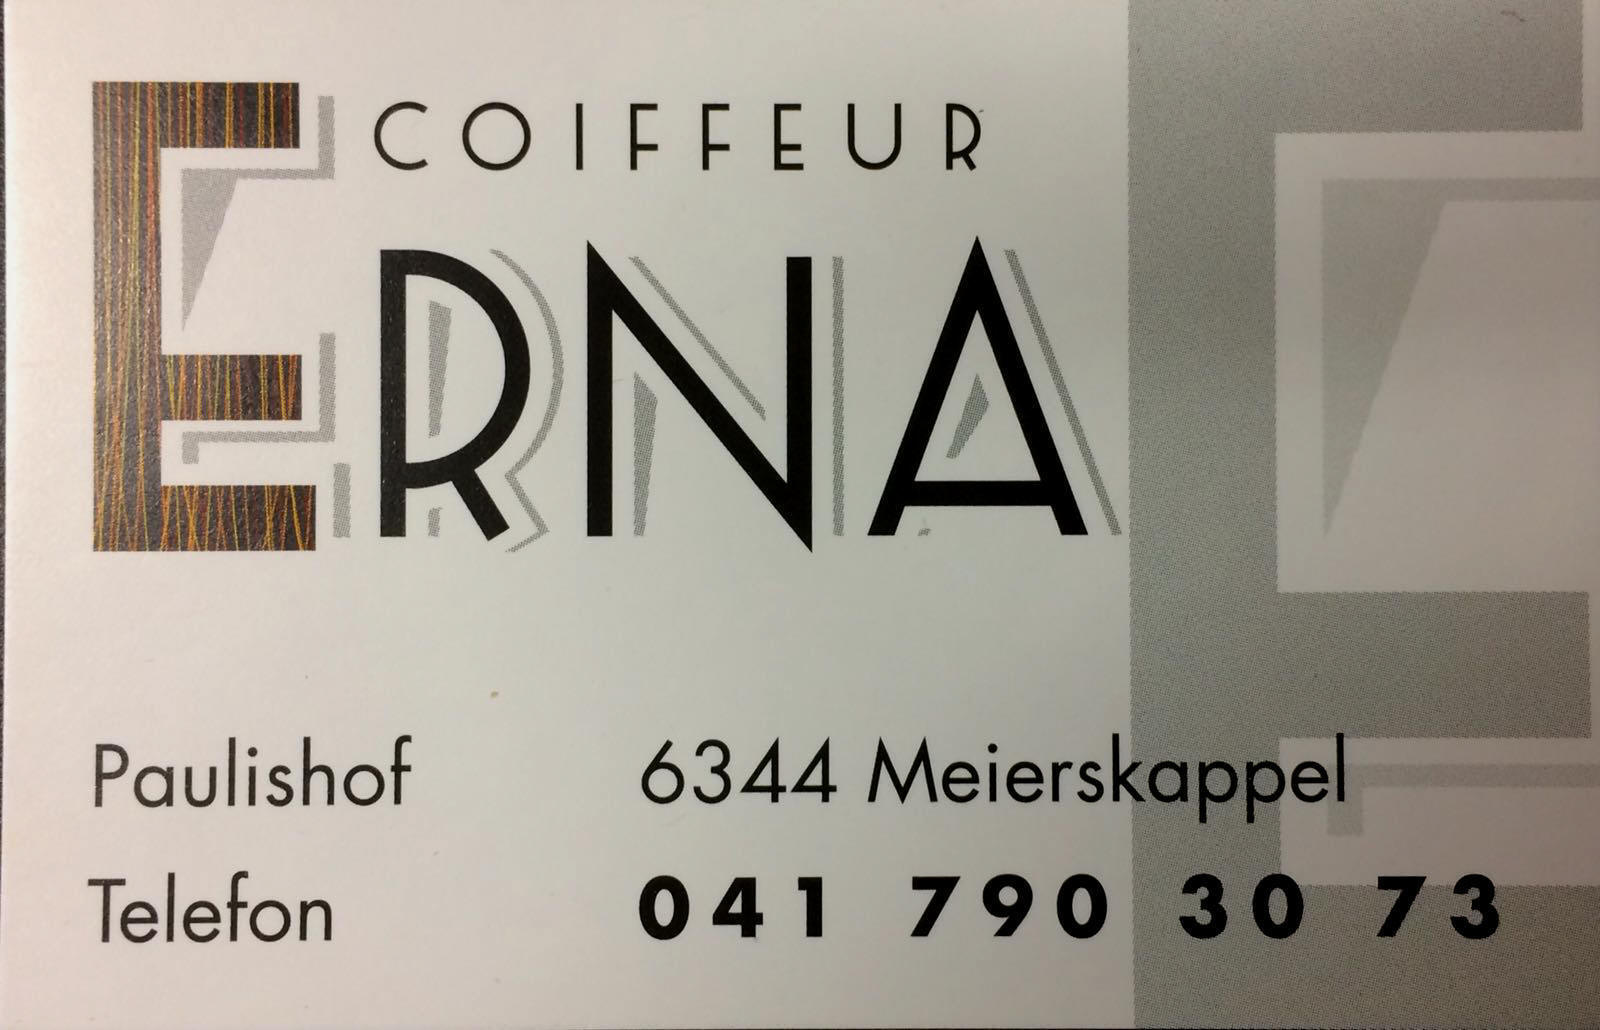 COIFFEUR
ERNA
Paulishof 6344 Meierskappel
Telefon 041 790 30 73